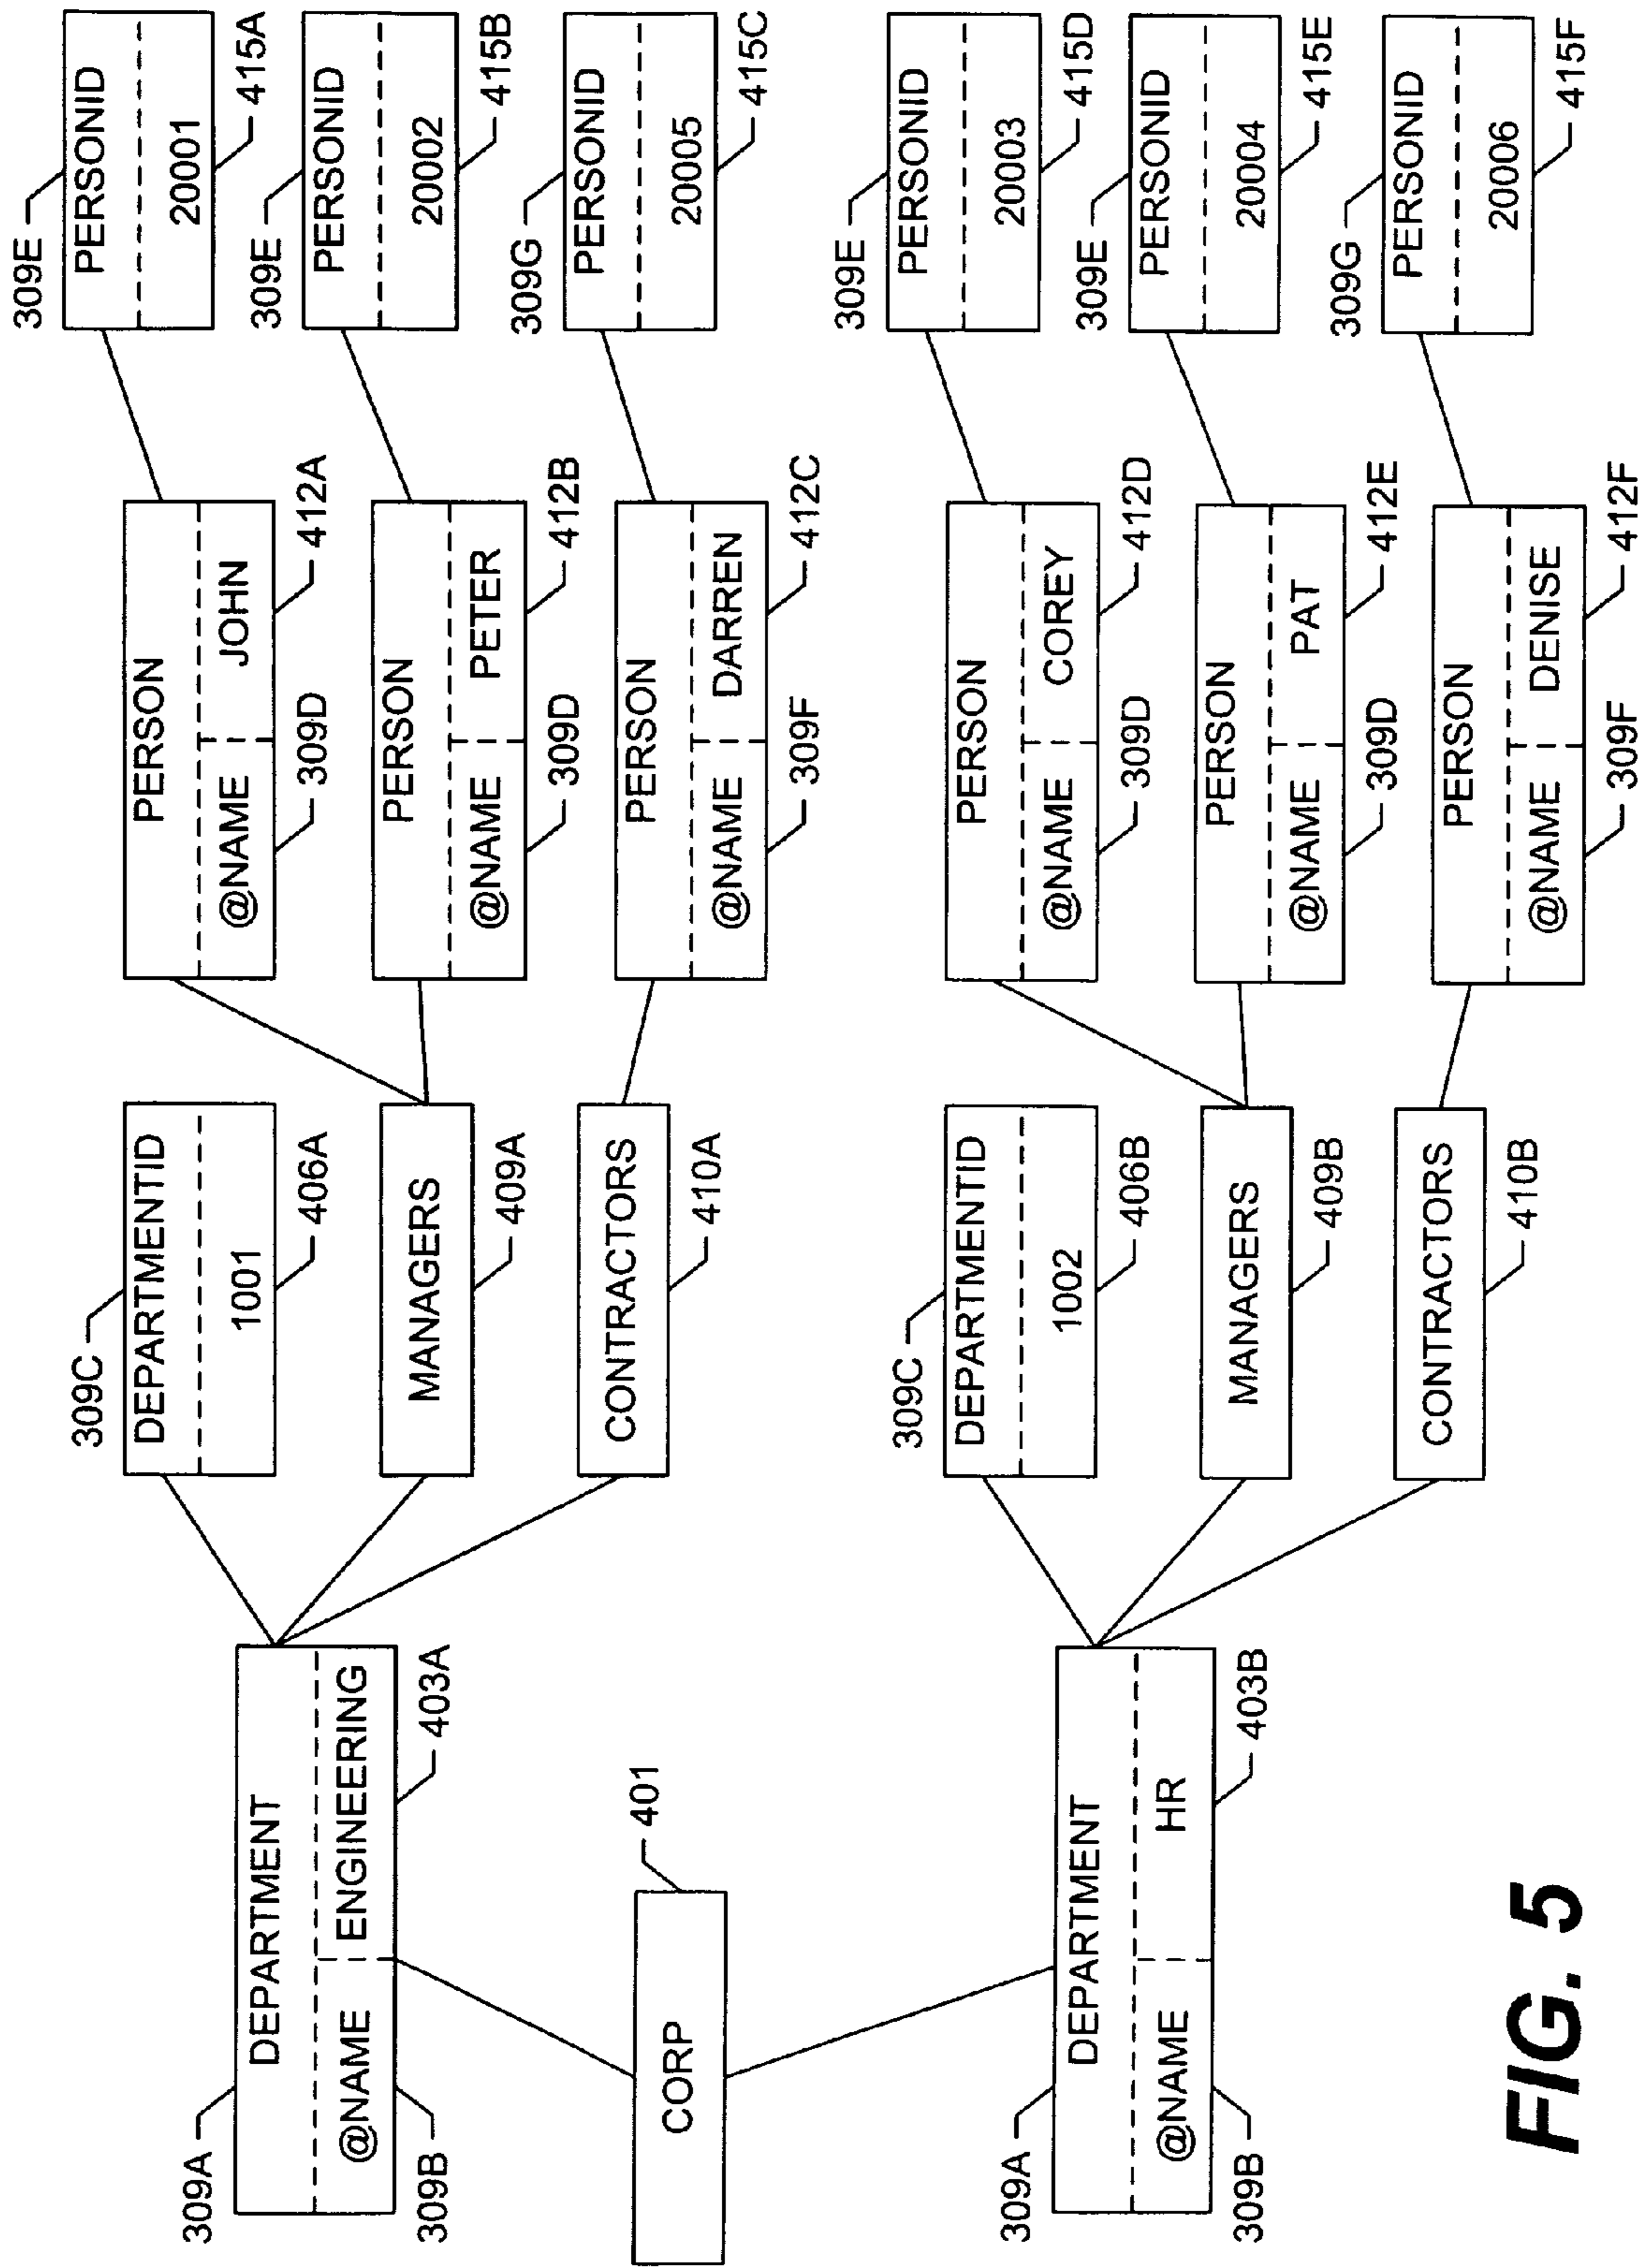 309E
PERSONID
20001
415A
309E
PERSONID
20002
415B
309G
PERSONID
20005
415C
309E
PERSONID
20003
415D
309E
PERSONID
20004
415E
309G
PERSONID
20006
415F
PERSON
@NAME JOHN
309D 412A
PERSON
@NAME PETER
309D 412B
PERSON
@NAME DARREN
309F 412C
PERSON
@NAME COREY
309D 412D
PERSON
@NAME PAT
309D 412E
PERSON
@NAME DENISE
309F 412F
309C
DEPARTMENTID
1001
406A
MANAGERS
409A
CONTRACTORS
410A
309C
DEPARTMENTID
1002
406B
MANAGERS
409B
CONTRACTORS
410B
309A
DEPARTMENT
@NAME ENGINEERING
309B 403A
401
CORP
309A
DEPARTMENT
@NAME HR
309B 403B
FIG. 5